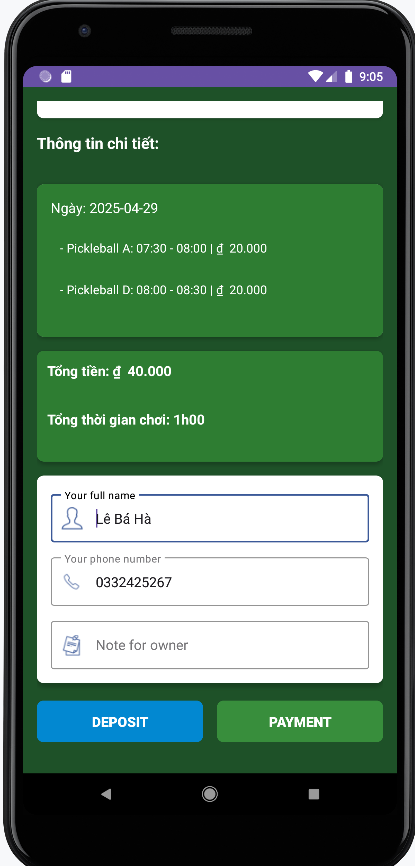 9:05
Thông tin chi tiết:
Ngày: 2025-04-29
- Pickleball A: 07:30 - 08:00 | ₫ 20.000
- Pickleball D: 08:00 - 08:30 | ₫ 20.000
Tổng tiền: ₫ 40.000
Tổng thời gian chơi: 1h00
Your full name
Lê Bá Hà
Your phone number
0332425267
Note for owner
DEPOSIT PAYMENT